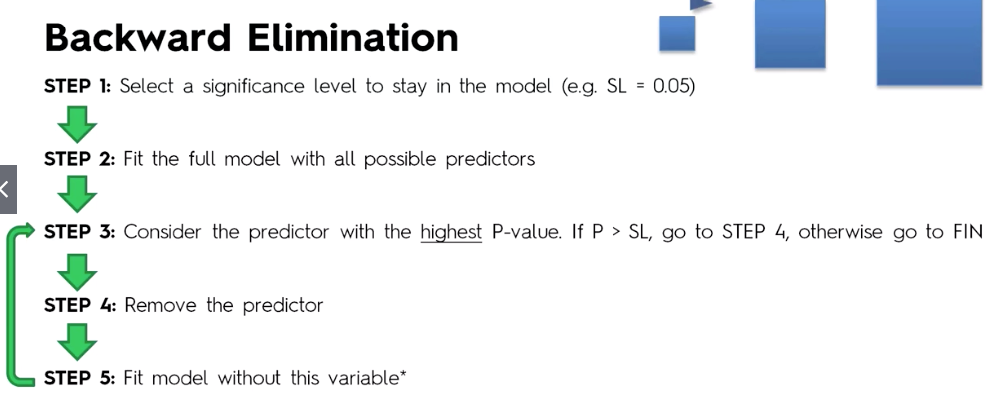 Backward Elimination
STEP 1: Select a significance level to stay in the model (e.g. SL = 0.05)
STEP 2: Fit the full model with all possible predictors
STEP 3: Consider the predictor with the highest P-value. If P > SL, go to STEP 4, otherwise go to FIN
STEP 4: Remove the predictor
STEP 5: Fit model without this variable*